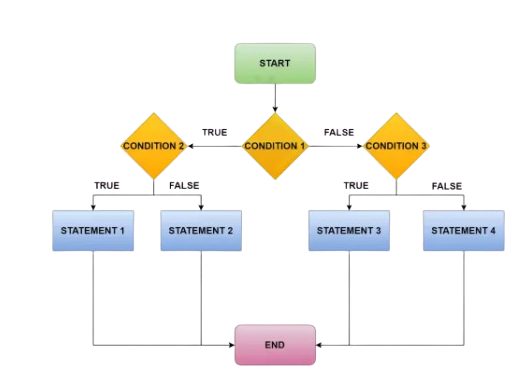 START
TRUE
FALSE
CONDITION 2
CONDITION 1
CONDITION 3
TRUE
FALSE
TRUE
FALSE
STATEMENT 1
STATEMENT 2
STATEMENT 3
STATEMENT 4
END